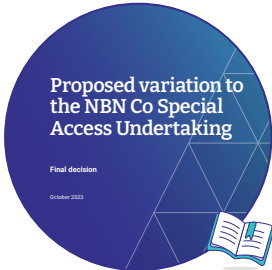 Proposed variation to
the NBN Co Special
Access Undertaking
Final decision
October 2023